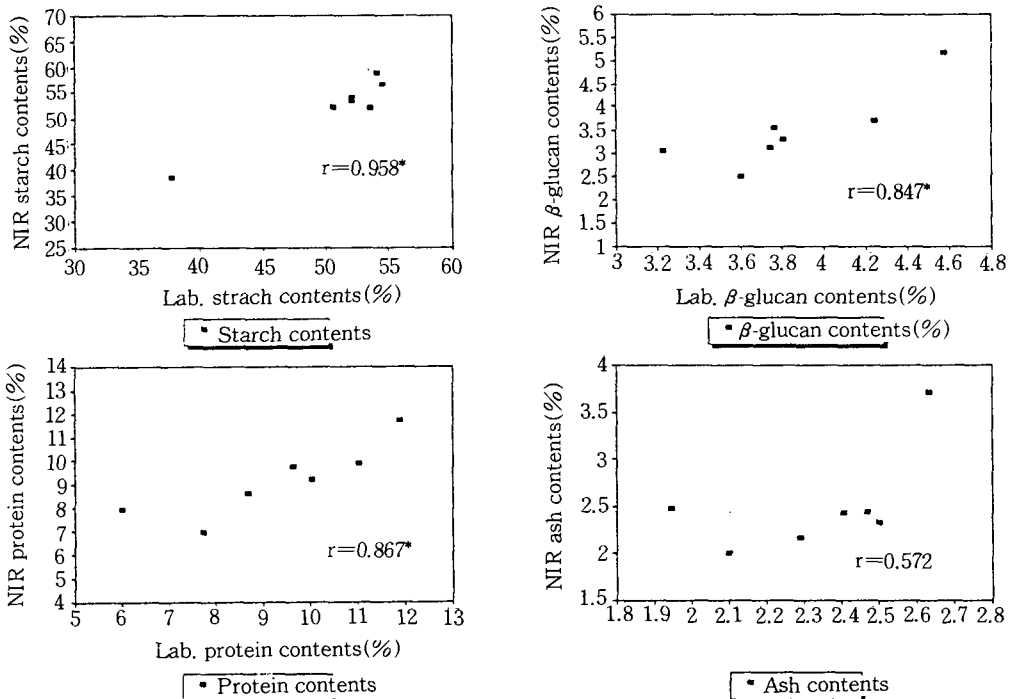 NIR starch contents(%)
70
65
60
55
50
45
40
35
30
25
r=0.958*
30 35 40 45 50 55 60
Lab. strach contents(%)
▪ Starch contents
NIR β-glucan contents(%)
6
5.5
5
4.5
4
3.5
3
2.5
2
1.5
1
r=0.847*
3 3.2 3.4 3.6 3.8 4 4.2 4.4 4.6 4.8
Lab. β-glucan contents(%)
▪ β-glucan contents(%)
NIR protein contents(%)
14
13
12
11
10
9
8
7
6
5
4
r=0.867*
5 6 7 8 9 10 11 12 13
Lab. protein contents(%)
▪ Protein contents
NIR ash contents(%)
4
3.5
3
2.5
2
1.5
r=0.572
1.8 1.9 2.1 2.2 2.3 2.4 2.5 2.6 2.7 2.8
▪ Ash contents